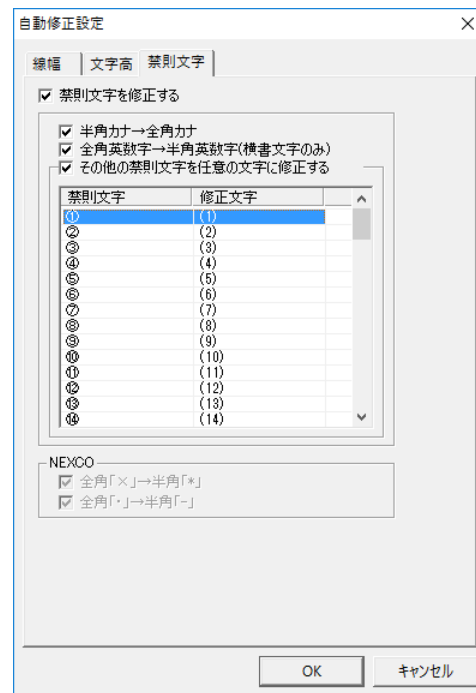 自動修正設定
線幅 文字高 禁則文字
禁則文字を修正する
半角カナ→全角カナ
全角英数字→半角英数字(横書文字のみ)
その他の禁則文字を任意の文字に修正する
禁則文字 修正文字
① (1)
② (2)
③ (3)
④ (4)
⑤ (5)
⑥ (6)
⑦ (7)
⑧ (8)
⑨ (9)
⑩ (10)
⑪ (11)
⑫ (12)
⑬ (13)
⑭ (14)
NEXCO
全角「×」→半角「*」
全角「・」→半角「-」
OK キャンセル